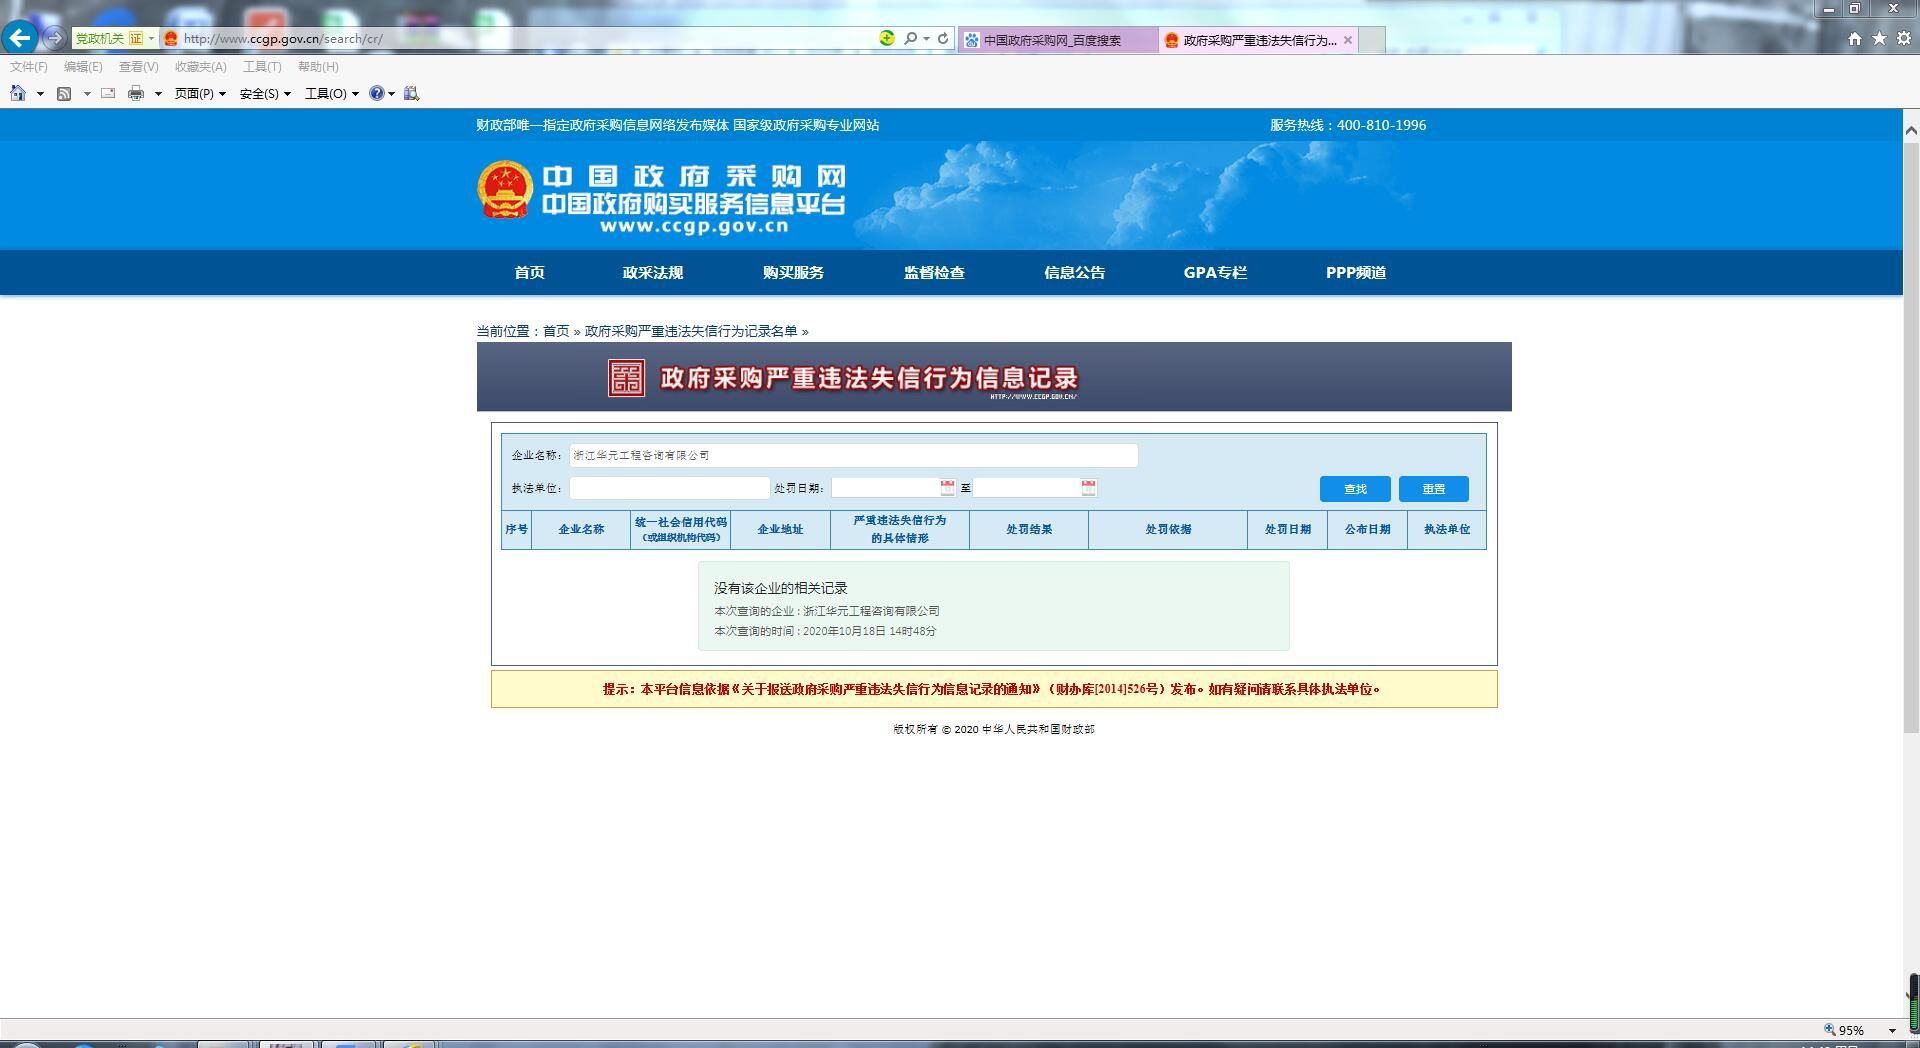 党政机关 证
http://www.ccgp.gov.cn/search/cr/
中国政府采购网_百度搜索
政府采购严重违法失信行为...
文件(F) 编辑(E) 查看(V) 收藏夹(A) 工具(T) 帮助(H)
页面(P) 安全(S) 工具(O)
财政部唯一指定政府采购信息网络发布媒体 国家级政府采购专业网站
服务热线：400-810-1996
中国政府采购网
中国政府购买服务信息平台
www.ccgp.gov.cn
首页 政采法规 购买服务 监督检查 信息公告 GPA专栏 PPP频道
当前位置：首页 » 政府采购严重违法失信行为记录名单 »
政府采购严重违法失信行为信息记录
HTTP://WWW.CCGP.GOV.CN/
企业名称： 浙江华元工程咨询有限公司
执法单位： 处罚日期： 至 查找 重置
序号 企业名称 统一社会信用代码（或组织机构代码） 企业地址 严重违法失信行为的具体情形 处罚结果 处罚依据 处罚日期 公布日期 执法单位
没有该企业的相关记录
本次查询的企业 : 浙江华元工程咨询有限公司
本次查询的时间 : 2020年10月18日 14时48分
提示：本平台信息依据《关于报送政府采购严重违法失信行为信息记录的通知》（财办库[2014]526号）发布。如有疑问请联系具体执法单位。
版权所有 © 2020 中华人民共和国财政部
95%